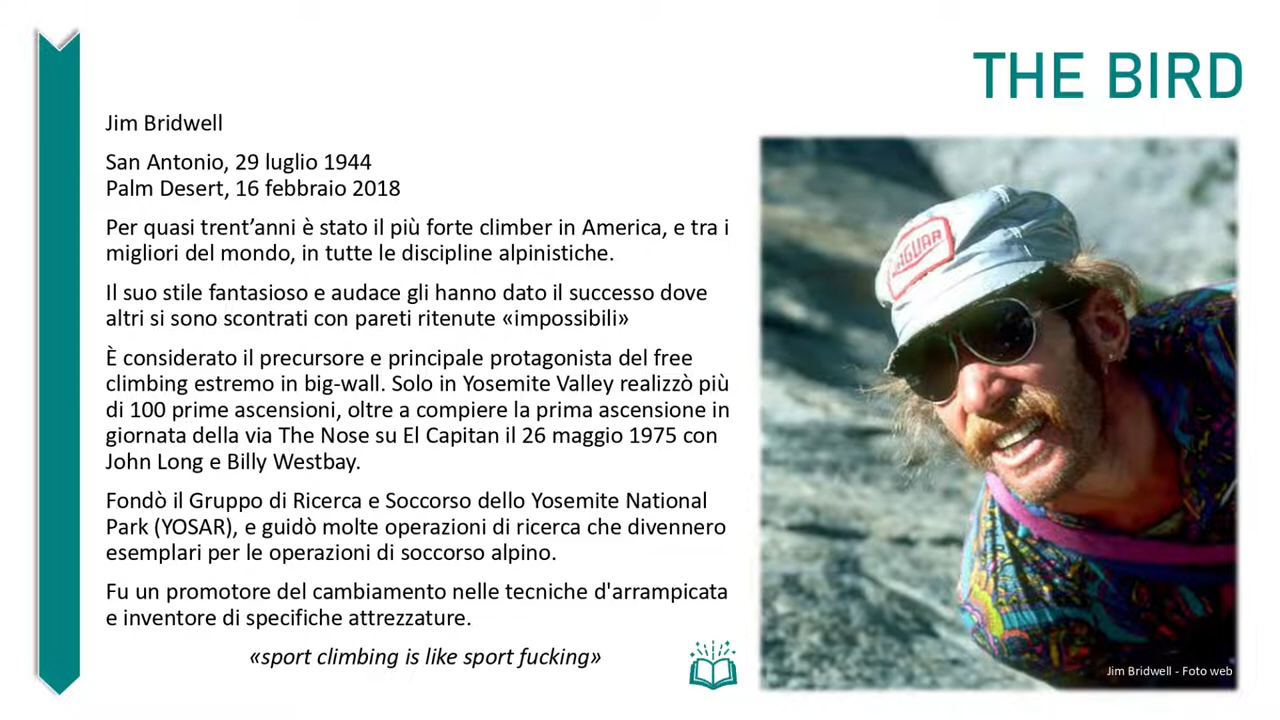 THE BIRD
Jim Bridwell
San Antonio, 29 luglio 1944
Palm Desert, 16 febbraio 2018
Per quasi trent’anni è stato il più forte climber in America, e tra i
migliori del mondo, in tutte le discipline alpinistiche.
Il suo stile fantasioso e audace gli hanno dato il successo dove
altri si sono scontrati con pareti ritenute «impossibili»
È considerato il precursore e principale protagonista del free
climbing estremo in big-wall. Solo in Yosemite Valley realizzò più
di 100 prime ascensioni, oltre a compiere la prima ascensione in
giornata della via The Nose su El Capitan il 26 maggio 1975 con
John Long e Billy Westbay.
Fondò il Gruppo di Ricerca e Soccorso dello Yosemite National
Park (YOSAR), e guidò molte operazioni di ricerca che divennero
esemplari per le operazioni di soccorso alpino.
Fu un promotore del cambiamento nelle tecniche d'arrampicata
e inventore di specifiche attrezzature.
«sport climbing is like sport fucking»
Jim Bridwell - Foto web